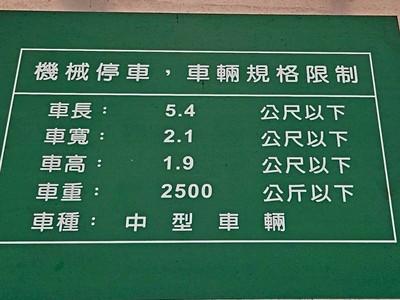 機械停車，車輛規格限制
車長： 5.4 公尺以下
車寬： 2.1 公尺以下
車高： 1.9 公尺以下
車重： 2500 公斤以下
車種： 中 型 車 輛